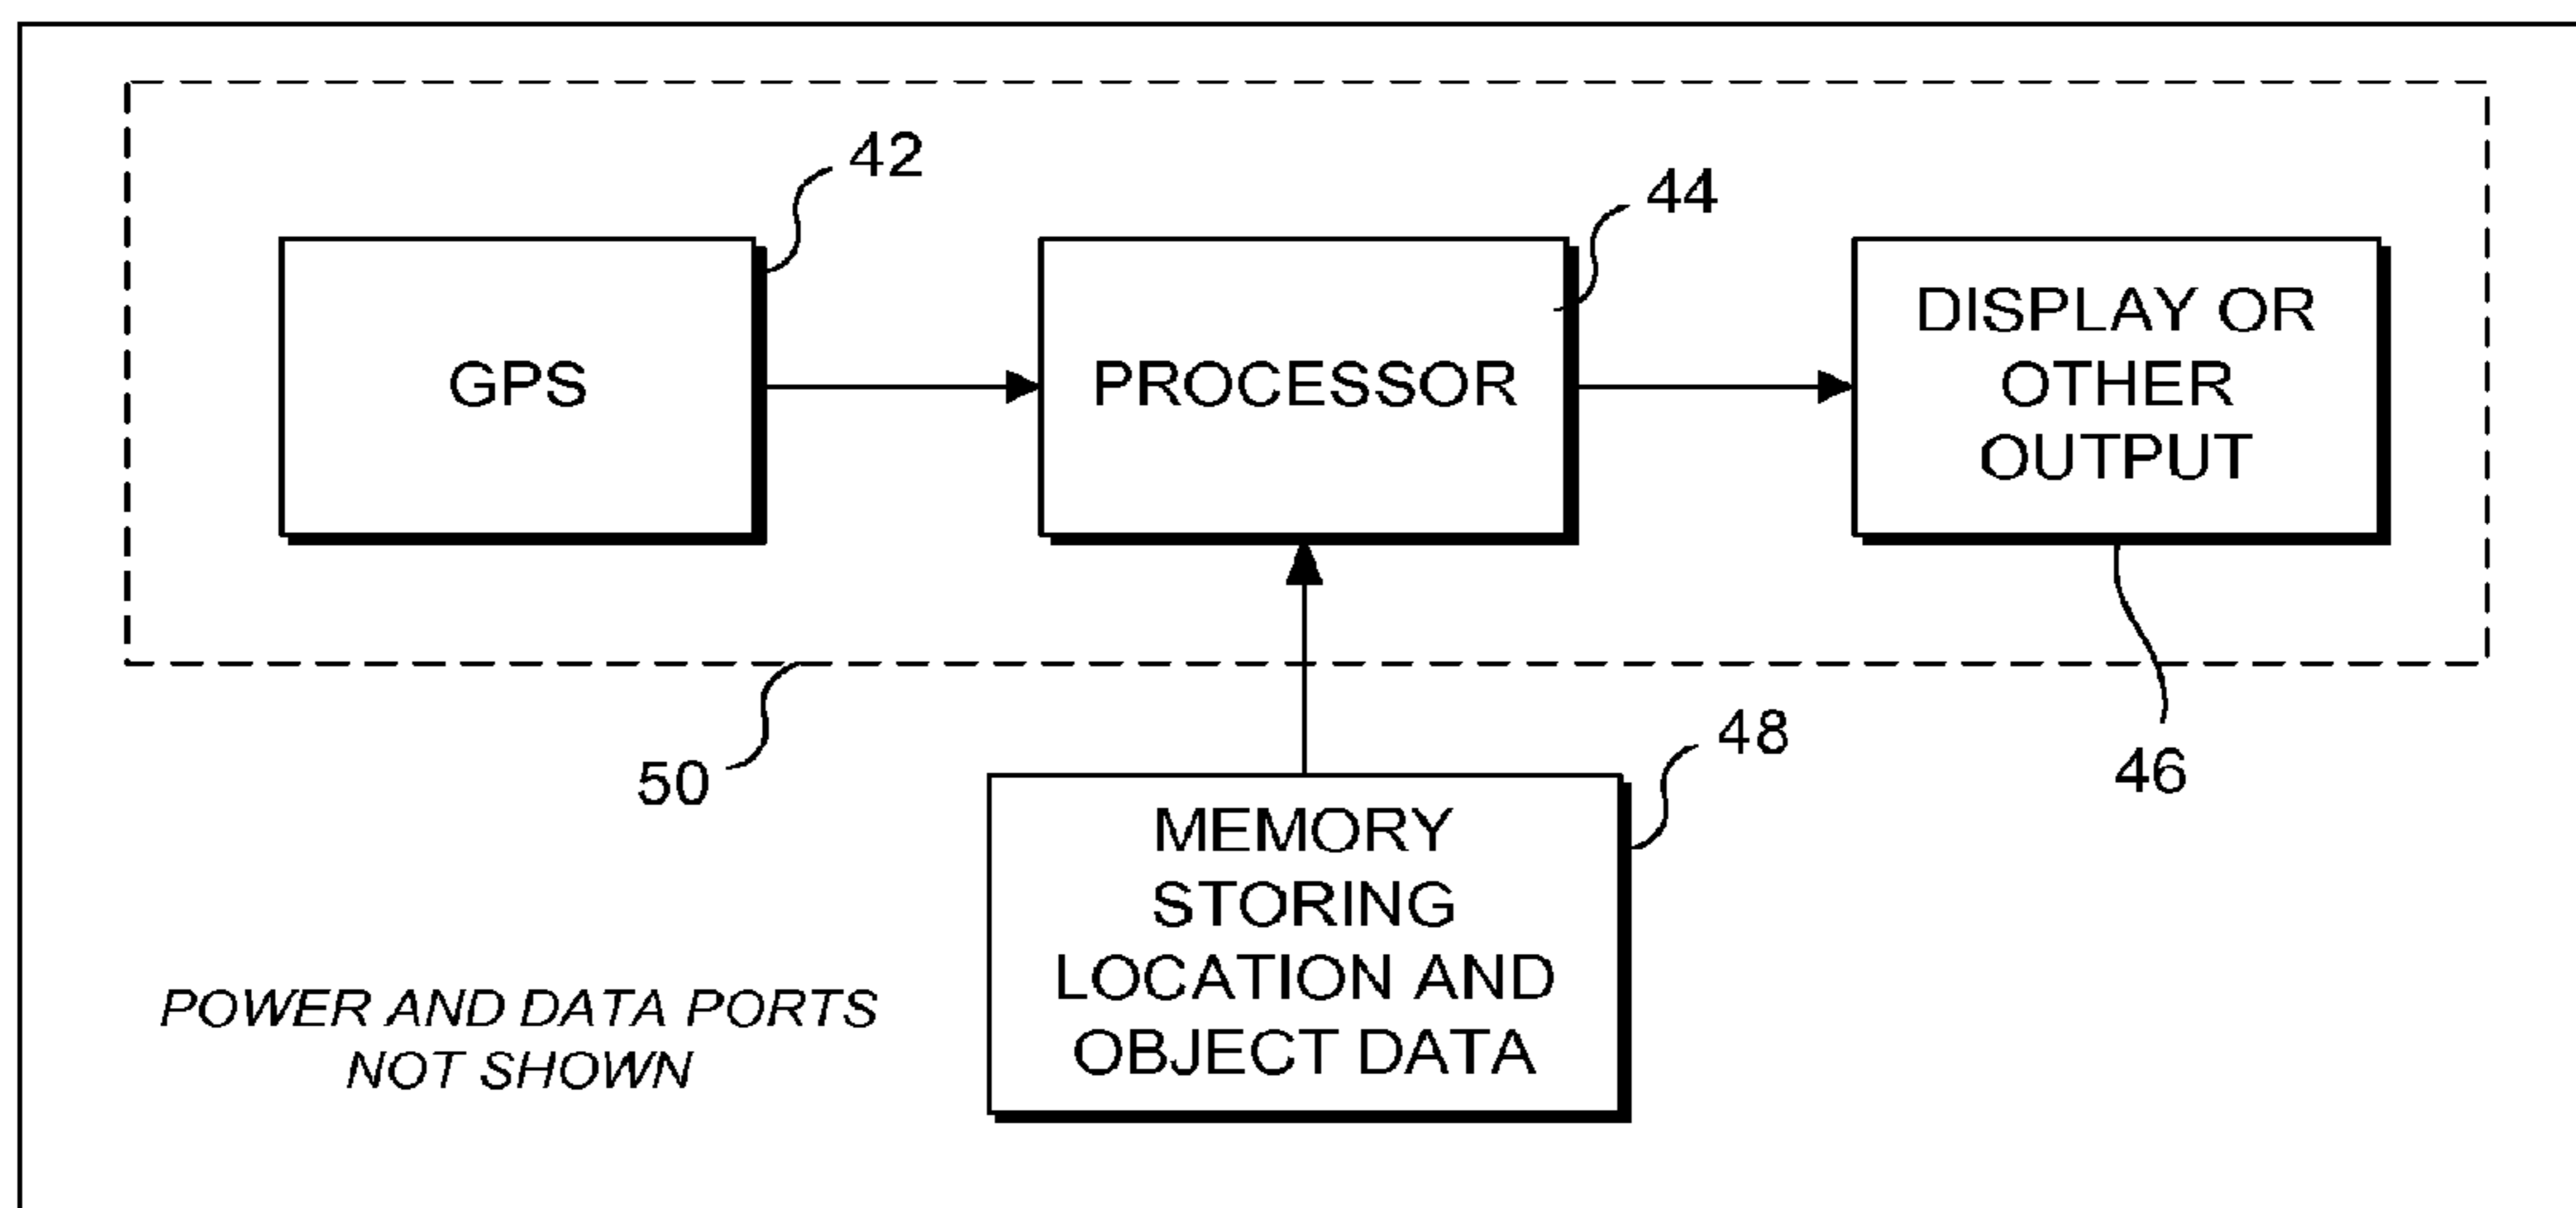 42
44
GPS
PROCESSOR
DISPLAY OR
OTHER
OUTPUT
50
48
46
MEMORY
STORING
LOCATION AND
OBJECT DATA
POWER AND DATA PORTS
NOT SHOWN